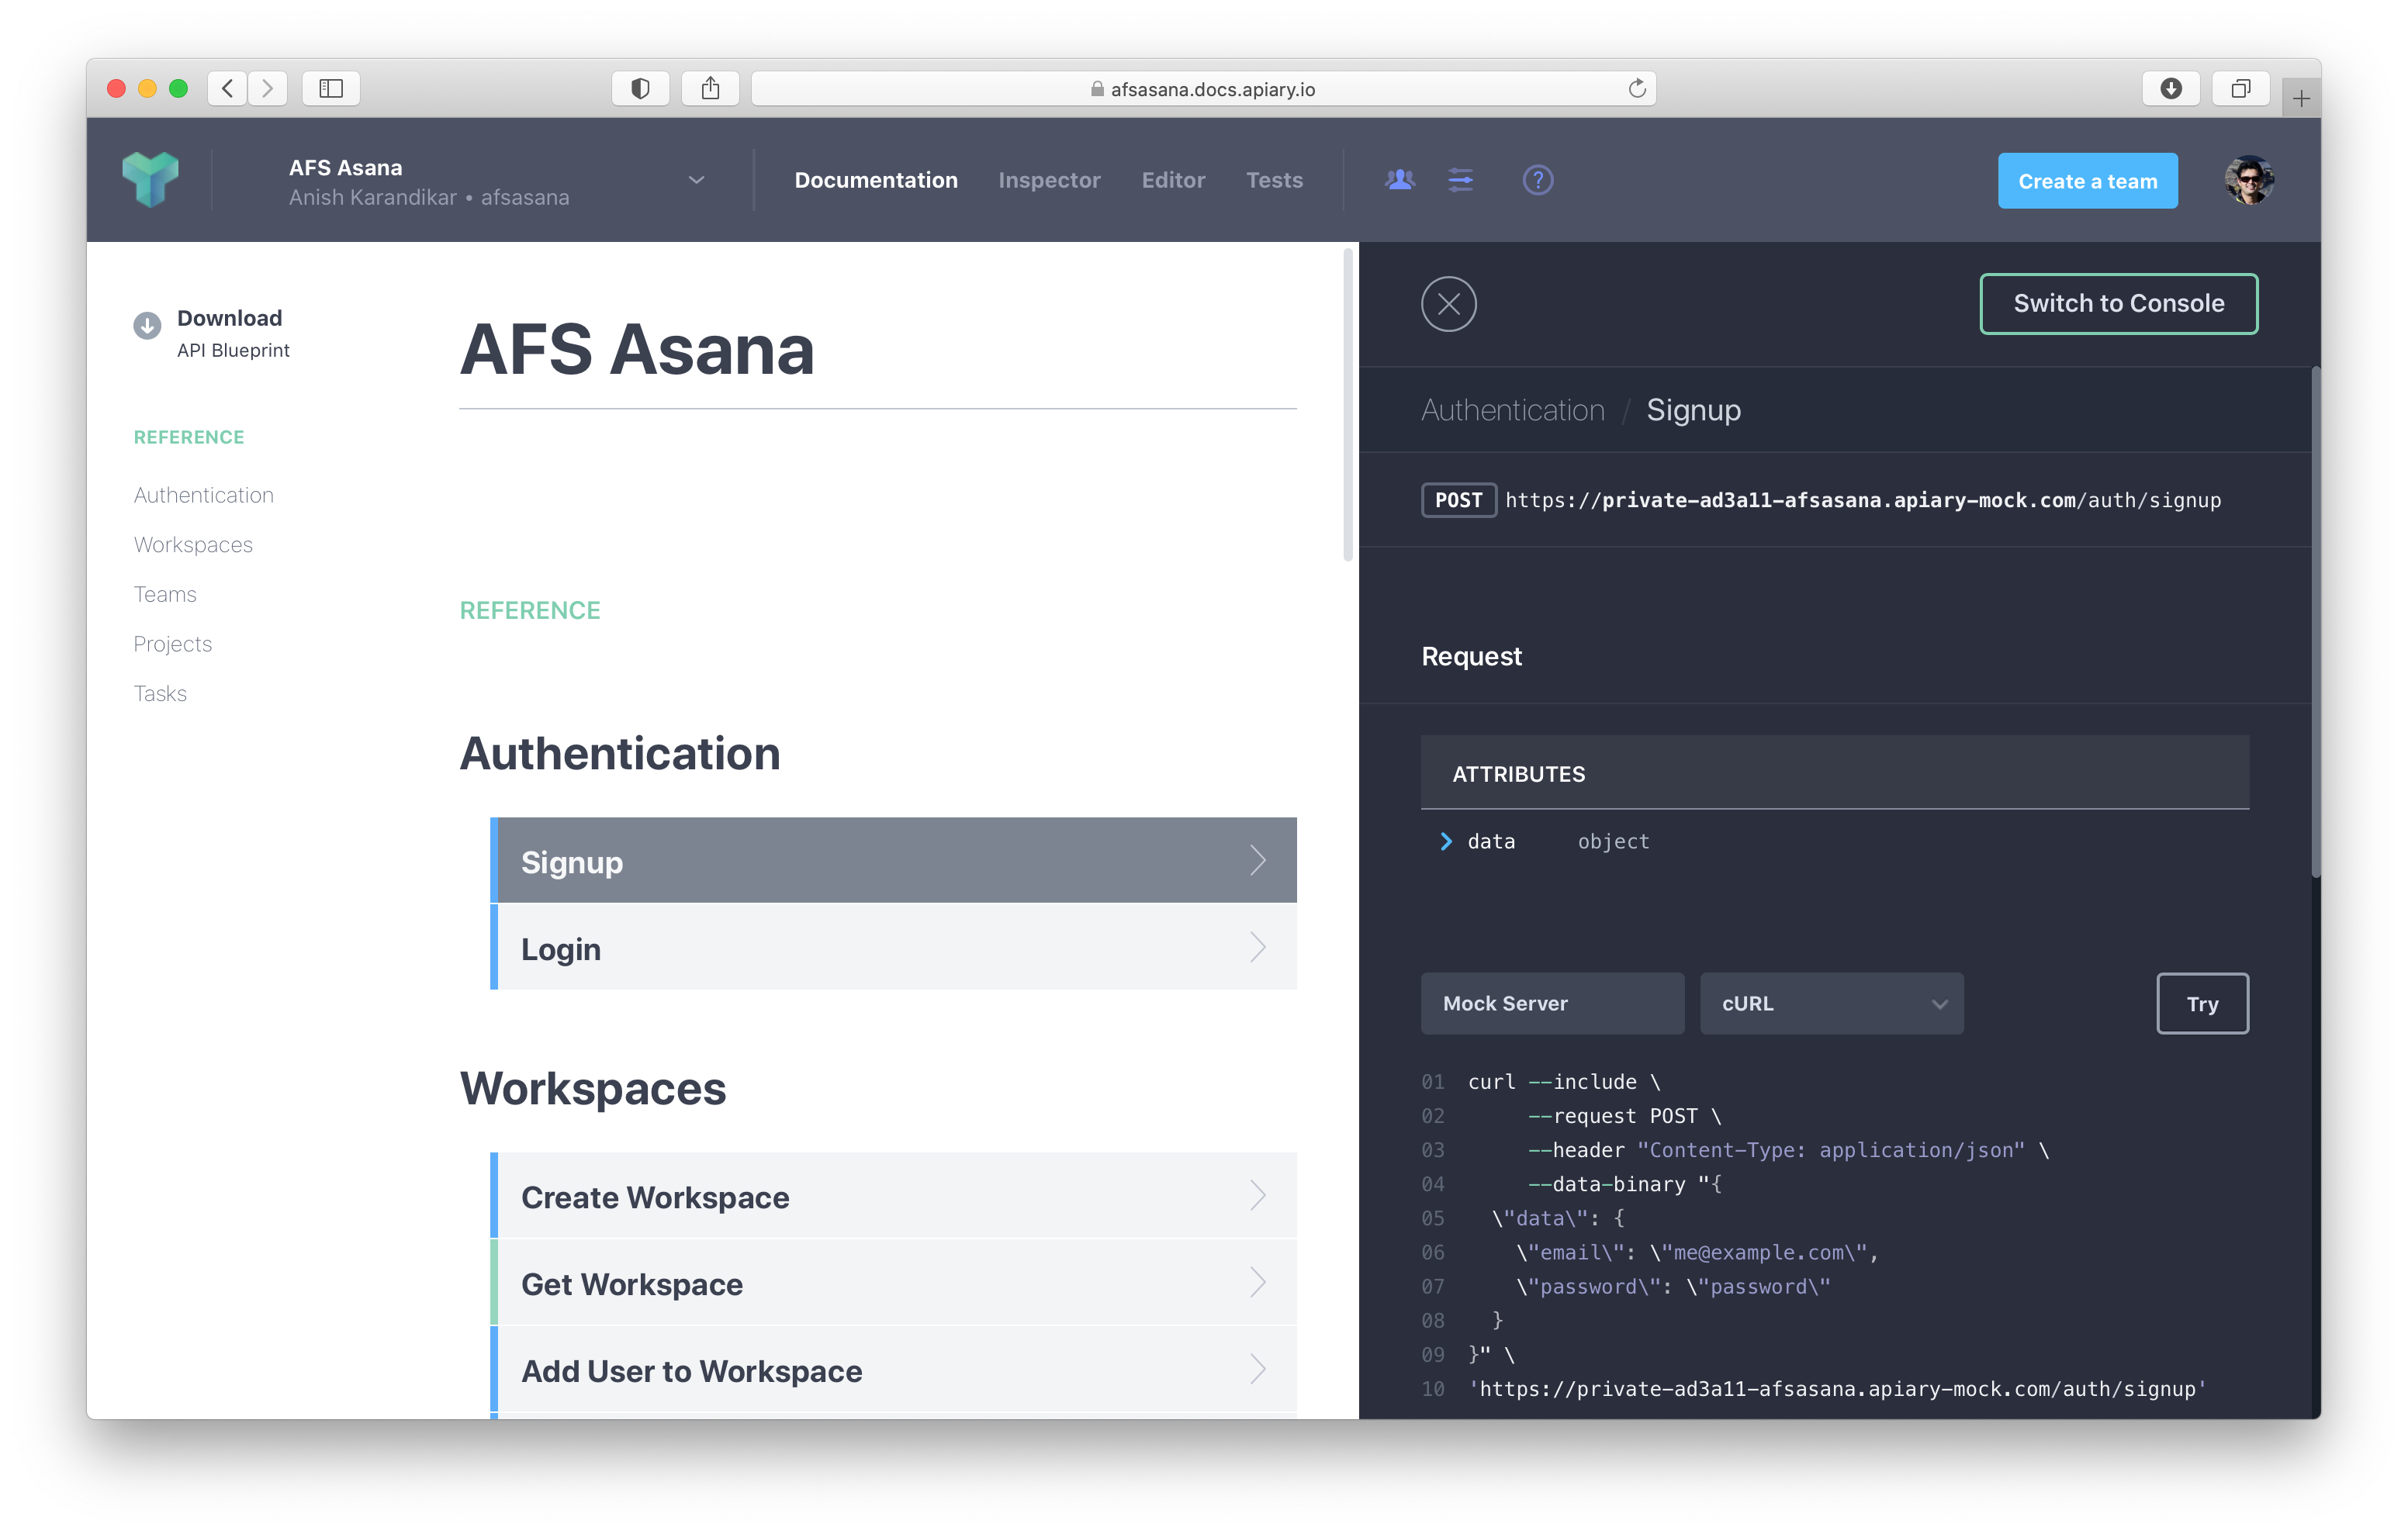 afsasana.docs.apiary.io
AFS Asana
Anish Karandikar • afsasana
Documentation
Inspector
Editor
Tests
?
Create a team
Download
API Blueprint
REFERENCE
Authentication
Workspaces
Teams
Projects
Tasks
AFS Asana
REFERENCE
Authentication
Signup
Login
Workspaces
Create Workspace
Get Workspace
Add User to Workspace
Switch to Console
Authentication / Signup
POST https://private-ad3a11-afsasana.apiary-mock.com/auth/signup
Request
ATTRIBUTES
data object
Mock Server
cURL
Try
01 curl --include \
02 --request POST \
03 --header "Content-Type: application/json" \
04 --data-binary "{
05 \"data\": {
06 \"email\": \"me@example.com\",
07 \"password\": \"password\"
08 }
09 }" \
10 'https://private-ad3a11-afsasana.apiary-mock.com/auth/signup'